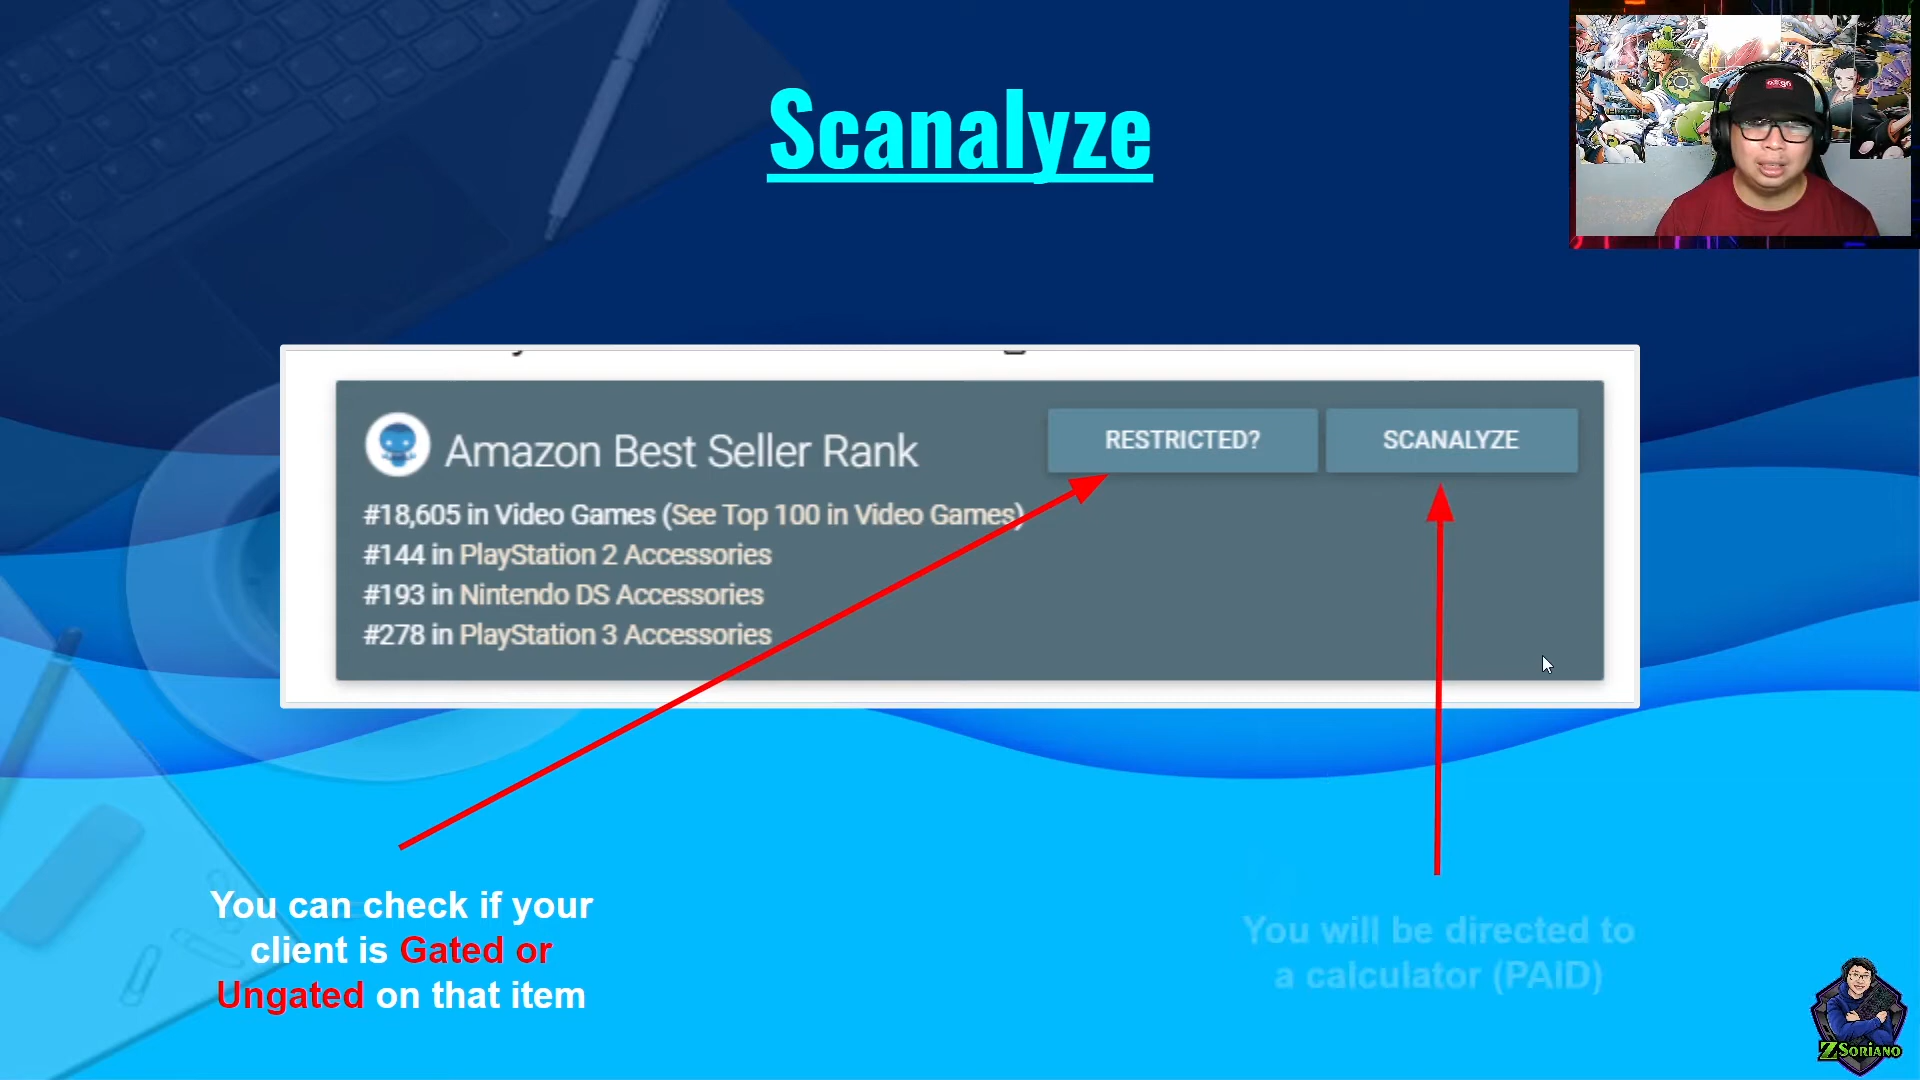 Scanalyze
Amazon Best Seller Rank
RESTRICTED?
SCANALYZE
#18,605 in Video Games (See Top 100 in Video Games)
#144 in PlayStation 2 Accessories
#193 in Nintendo DS Accessories
#278 in PlayStation 3 Accessories
You can check if your
client is Gated or
Ungated on that item
You will be directed to
a calculator (PAID)
ZSORIANO